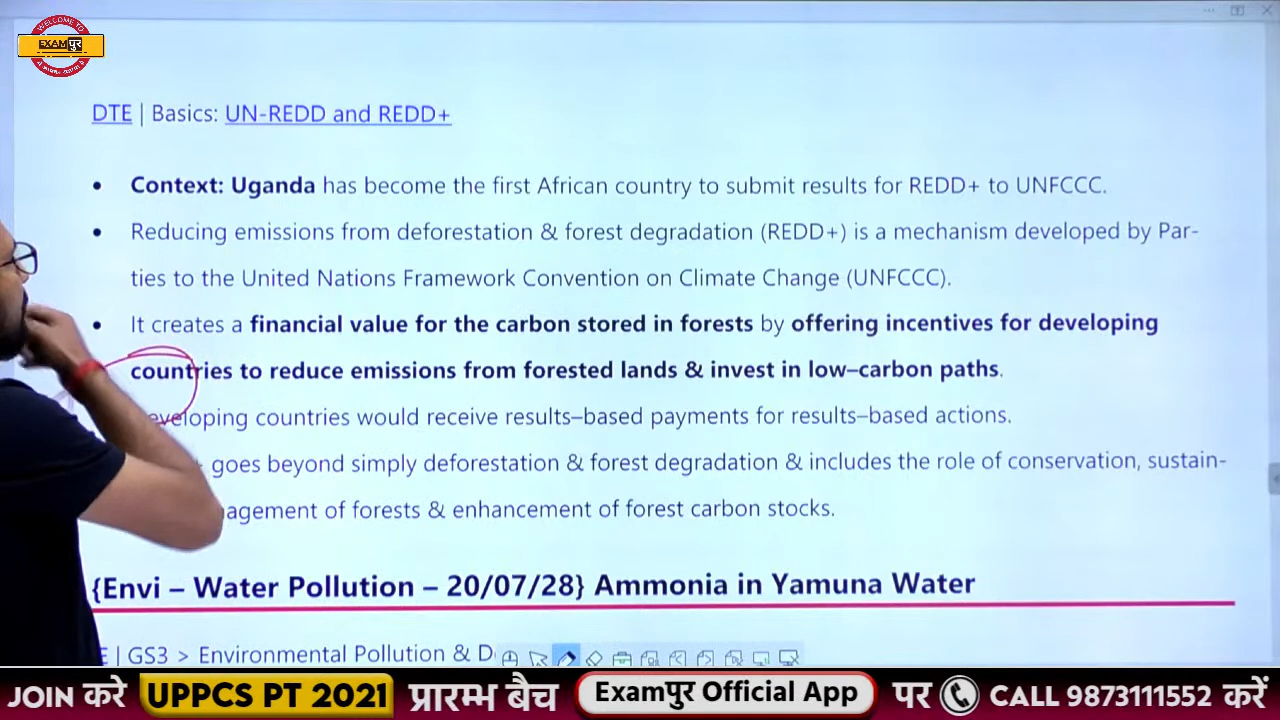 WELCOME TO
EXAMपुर
DTE | Basics: UN-REDD and REDD+
• Context: Uganda has become the first African country to submit results for REDD+ to UNFCCC.
• Reducing emissions from deforestation & forest degradation (REDD+) is a mechanism developed by Par-
ties to the United Nations Framework Convention on Climate Change (UNFCCC).
• It creates a financial value for the carbon stored in forests by offering incentives for developing
countries to reduce emissions from forested lands & invest in low–carbon paths.
eveloping countries would receive results–based payments for results–based actions.
goes beyond simply deforestation & forest degradation & includes the role of conservation, sustain-
agement of forests & enhancement of forest carbon stocks.
{Envi – Water Pollution – 20/07/28} Ammonia in Yamuna Water
E | GS3 > Environmental Pollution & D
JOIN करे UPPCS PT 2021 प्रारम्भ बैच Examपुर Official App पर CALL 9873111552 करें